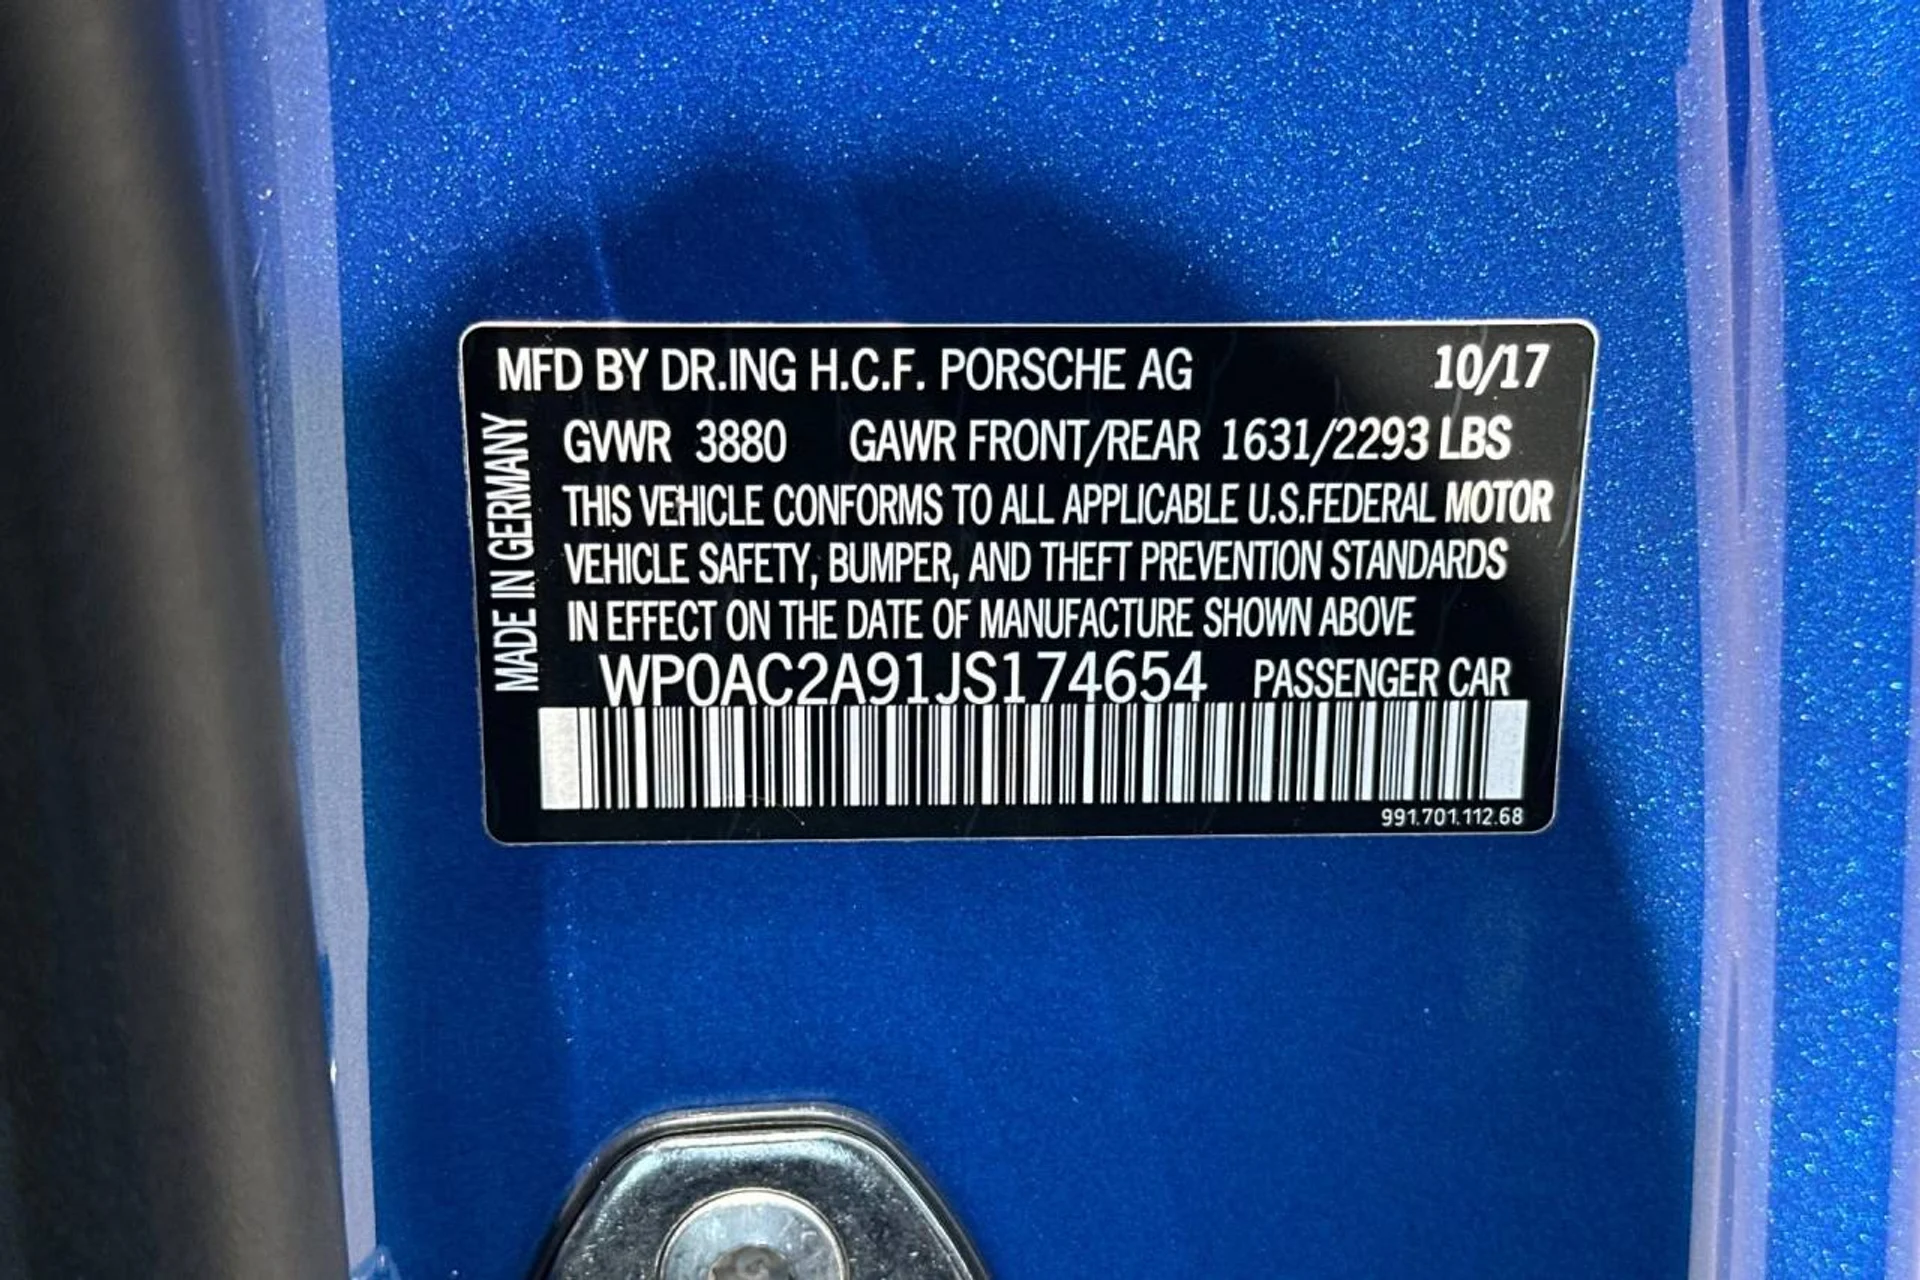 MFD BY DR.ING H.C.F. PORSCHE AG 10/17
GVWR 3880 GAWR FRONT/REAR 1631/2293 LBS
THIS VEHICLE CONFORMS TO ALL APPLICABLE U.S.FEDERAL MOTOR
VEHICLE SAFETY, BUMPER, AND THEFT PREVENTION STANDARDS
IN EFFECT ON THE DATE OF MANUFACTURE SHOWN ABOVE
WP0AC2A91JS174654 PASSENGER CAR
991.701.112.68
MADE IN GERMANY